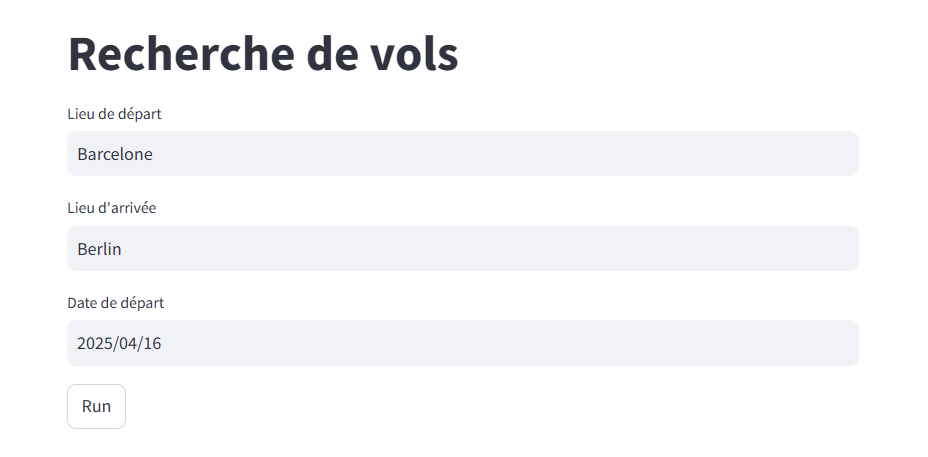 Recherche de vols
Lieu de départ
Barcelone
Lieu d'arrivée
Berlin
Date de départ
2025/04/16
Run